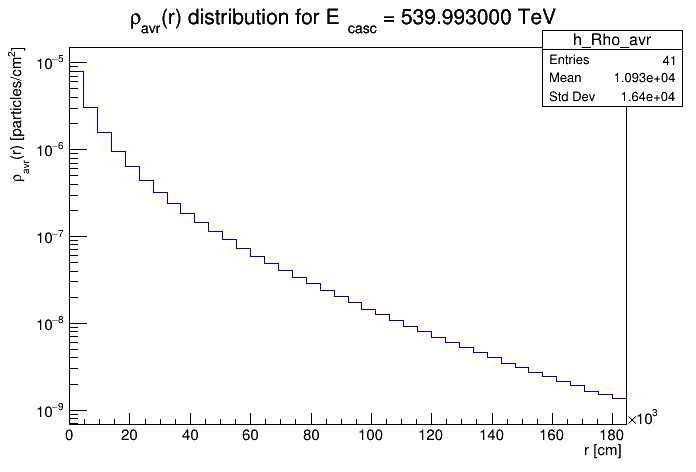 ρavr(r) distribution for E casc = 539.993000 TeV
h_Rho_avr
Entries 41
Mean 1.093e+04
Std Dev 1.64e+04
ρavr(r) [particles/cm²]
10⁻⁵
10⁻⁶
10⁻⁷
10⁻⁸
10⁻⁹
0 20 40 60 80 100 120 140 160 180
×10³
r [cm]